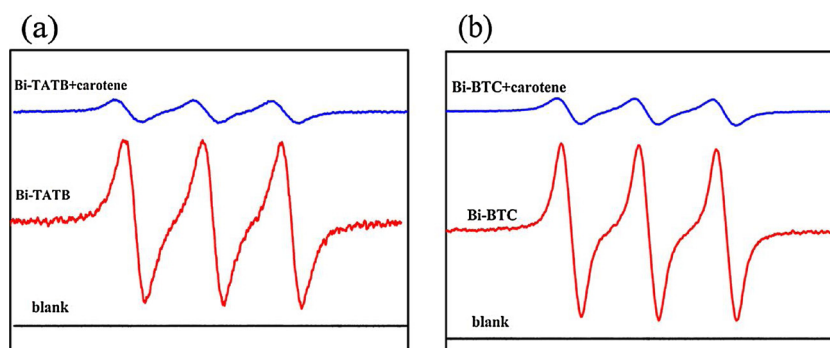 (a)
Bi-TATB+carotene
Bi-TATB
blank
(b)
Bi-BTC+carotene
Bi-BTC
blank